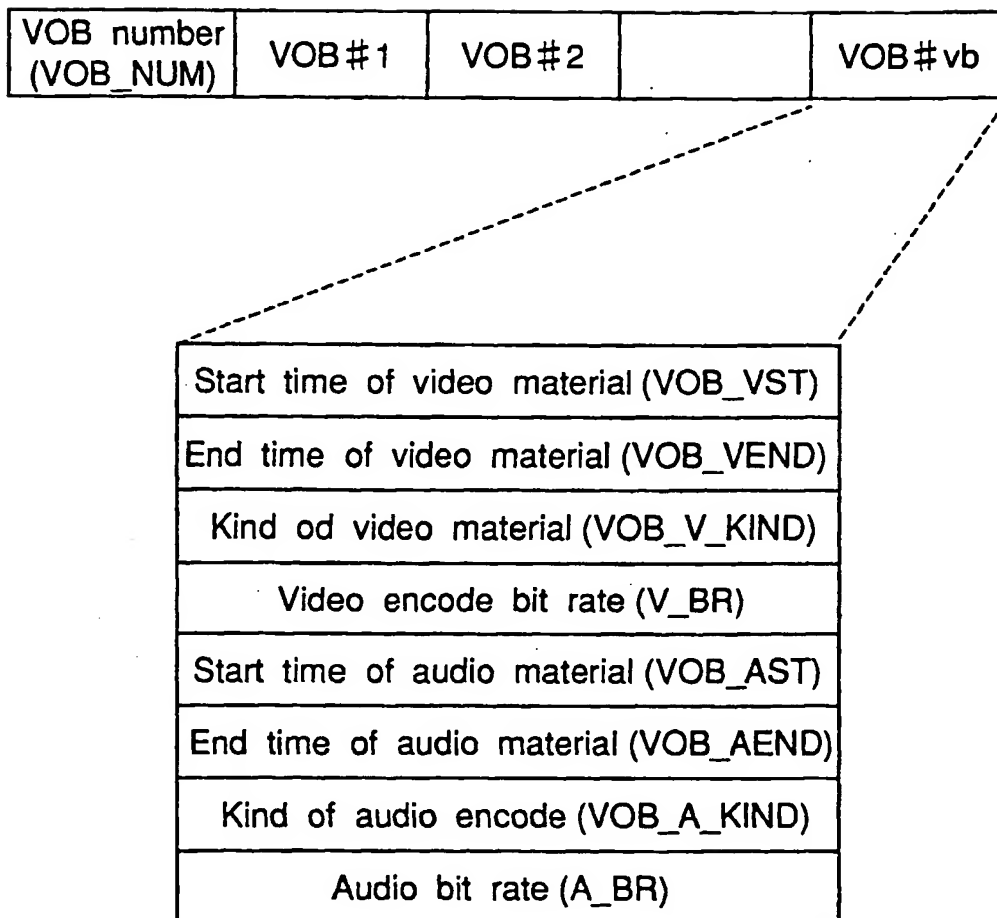 VOB number
(VOB_NUM)
VOB#1
VOB#2
VOB#vb
Start time of video material (VOB_VST)
End time of video material (VOB_VEND)
Kind od video material (VOB_V_KIND)
Video encode bit rate (V_BR)
Start time of audio material (VOB_AST)
End time of audio material (VOB_AEND)
Kind of audio encode (VOB_A_KIND)
Audio bit rate (A_BR)